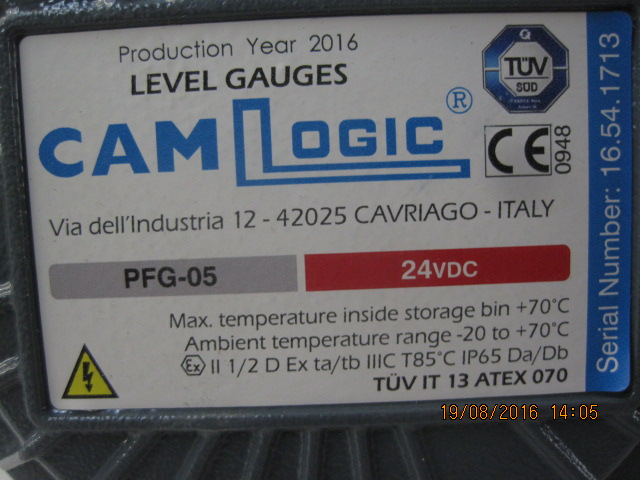 Production Year 2016
LEVEL GAUGES
CAMLOGIC®
TÜV
SÜD
CE 0948
Via dell'Industria 12 - 42025 CAVRIAGO - ITALY
PFG-05
24VDC
Max. temperature inside storage bin +70°C
Ambient temperature range -20 to +70°C
Ex II 1/2 D Ex ta/tb IIIC T85°C IP65 Da/Db
TÜV IT 13 ATEX 070
Serial Number: 16.54.1713
19/08/2016 14:05